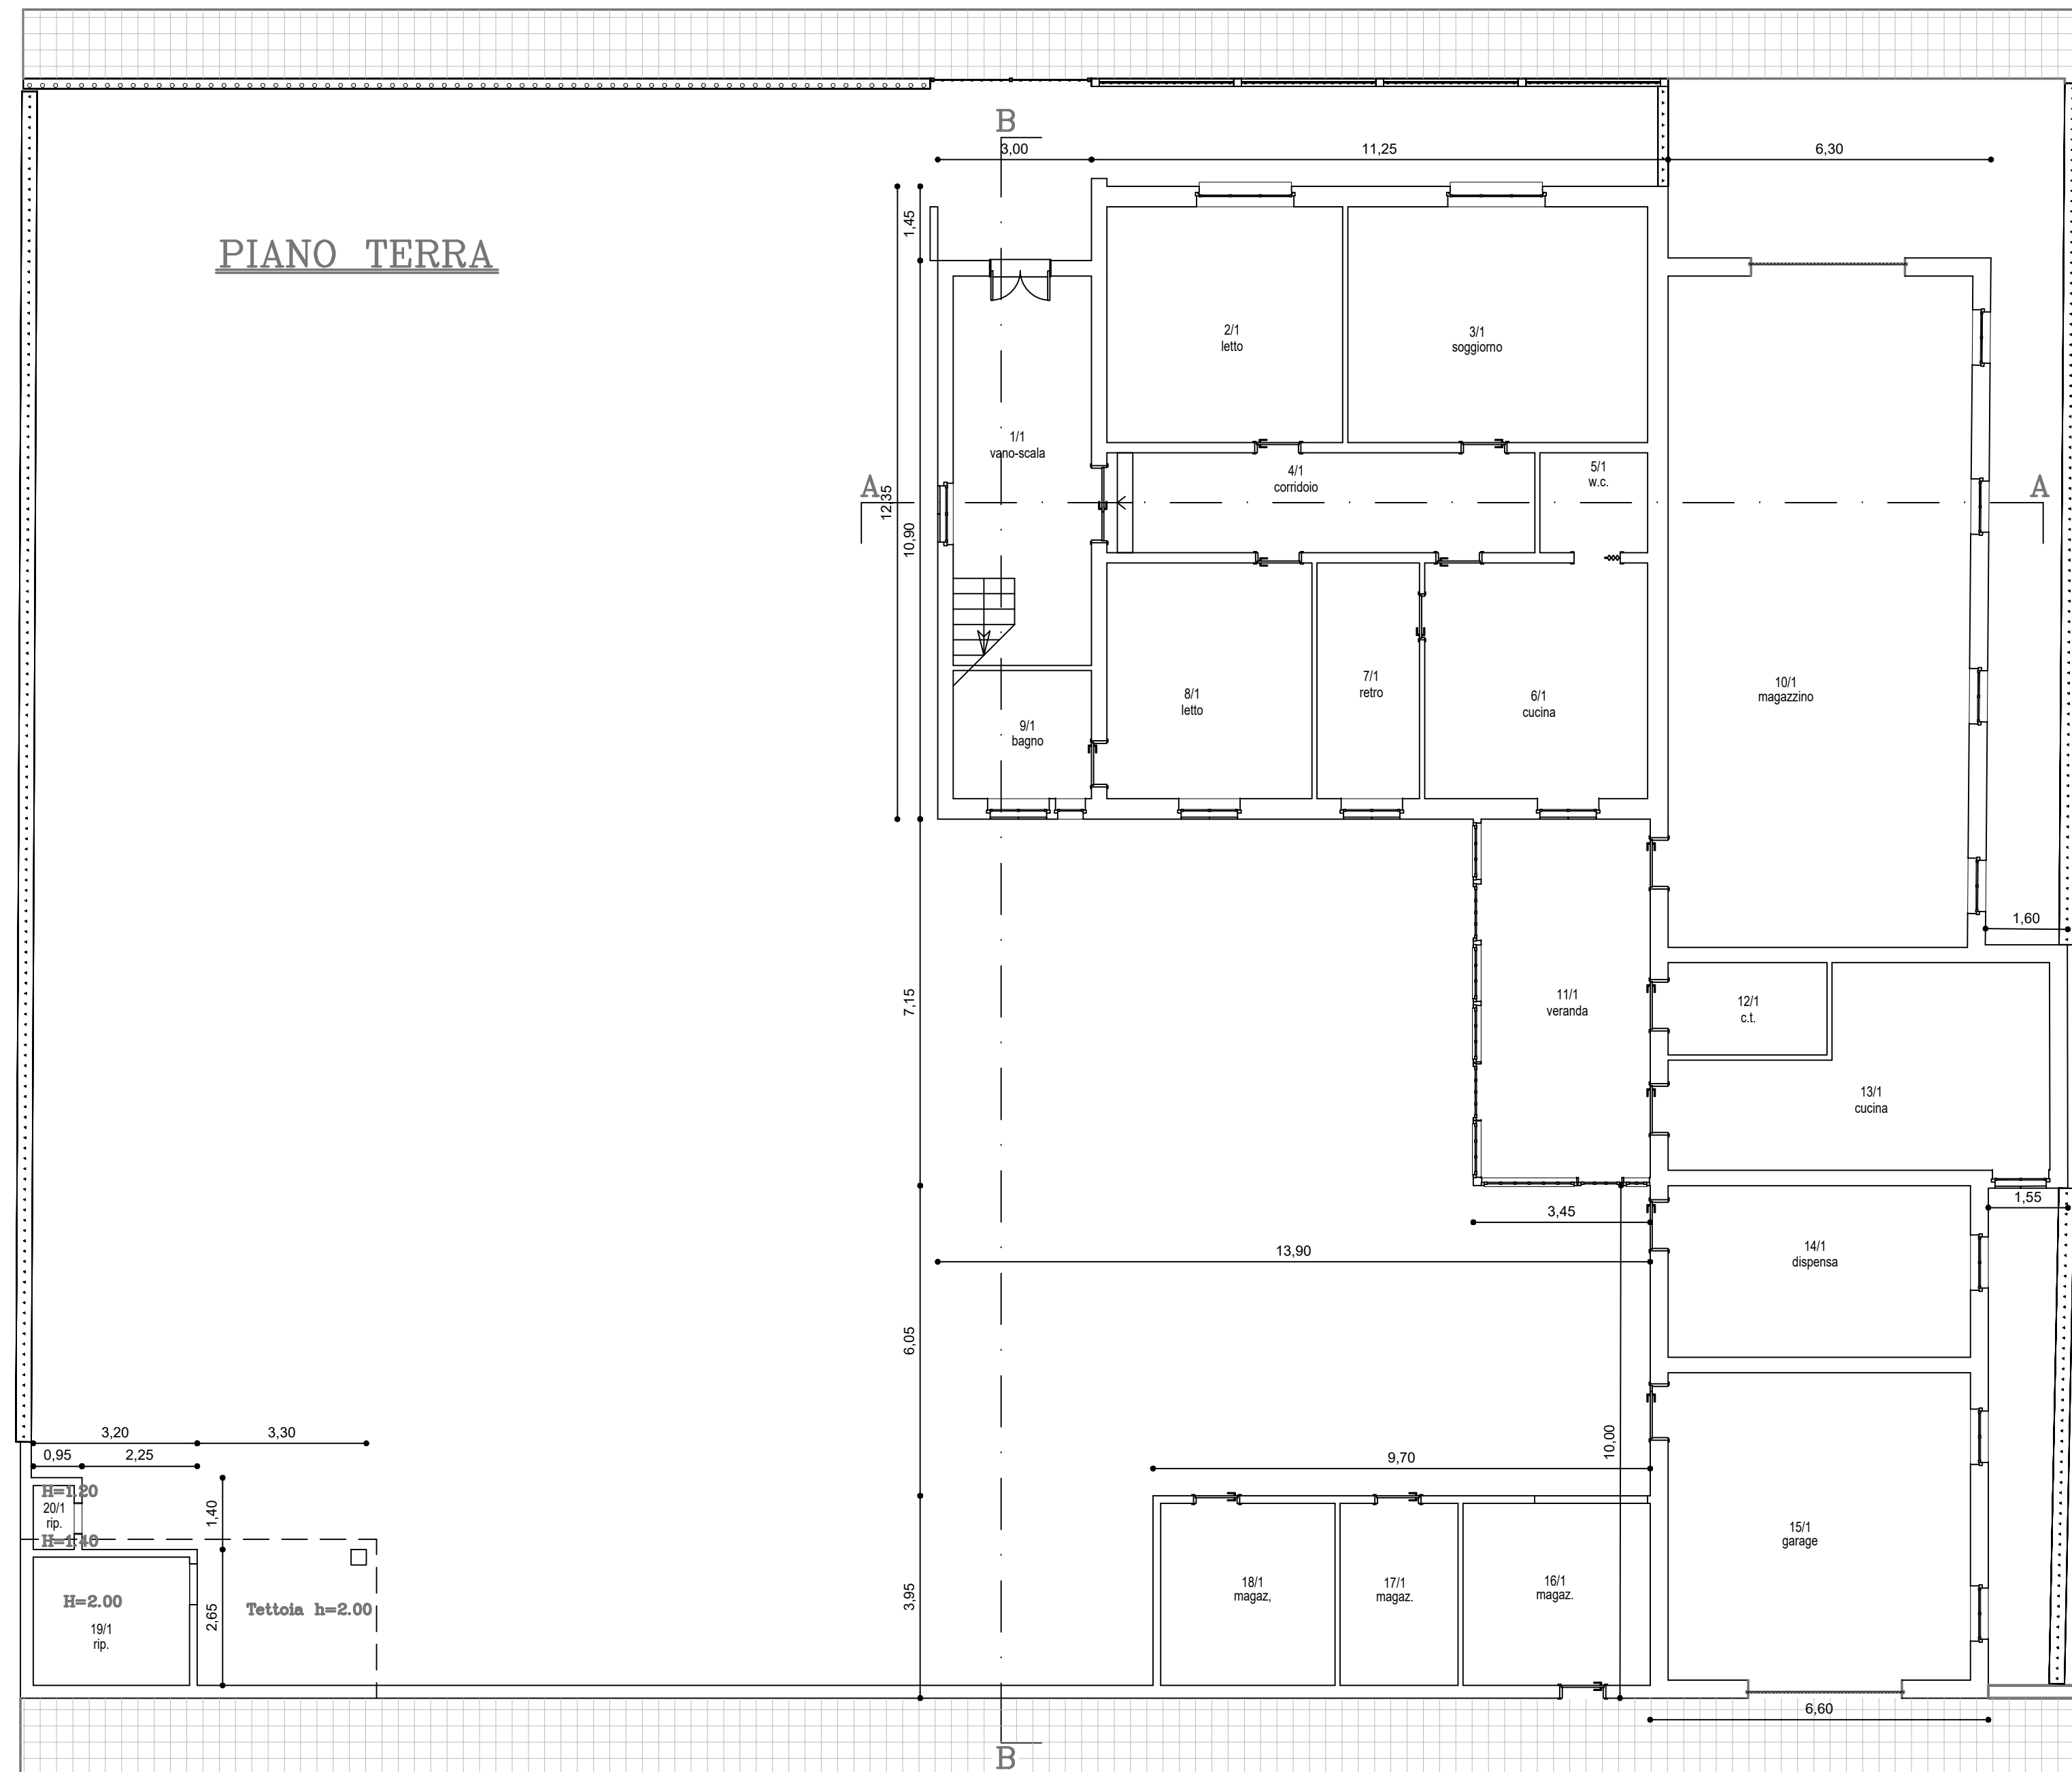 B
3,00
11,25
6,30
1,45
PIANO TERRA
2/1
letto
3/1
soggiorno
1/1
vano-scala
4/1
corridoio
5/1
w.c.
A
A
12,35
10,90
10/1
magazzino
7/1
retro
8/1
letto
6/1
cucina
9/1
bagno
1,60
11/1
veranda
12/1
c.t.
7,15
13/1
cucina
1,55
3,45
13,90
14/1
dispensa
6,05
3,20
3,30
0,95
2,25
9,70
10,00
H=1.20
20/1
rip.
H=1.40
1,40
15/1
garage
18/1
magaz,
17/1
magaz.
16/1
magaz.
H=2.00
Tettoia h=2.00
2,65
3,95
19/1
rip.
6,60
B